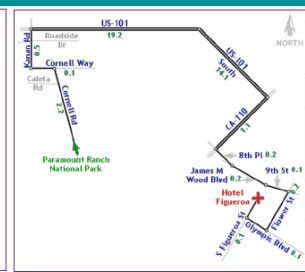 US-101
19.2
NORTH
Roadside
Dr
Kanan Rd
0.5
Cornell Way
0.1
Caleta
Rd
Cornell Rd
2.2
US-101
South
14.1
CA-110
1.1
Paramount Ranch
National Park
8th Pl 0.2
James M
Wood Blvd 0.2
9th St 0.1
Hotel
Figueroa
0.2
Flower St
S Figueroa St
0.1
Olympic Blvd
0.1